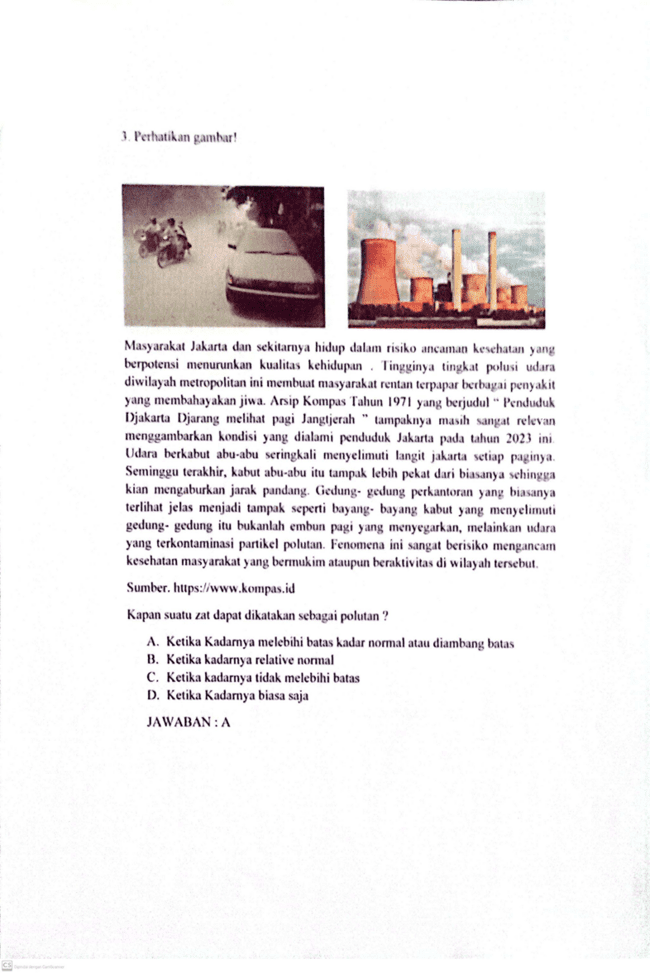 3. Perhatikan gambar!
Masyarakat Jakarta dan sekitarnya hidup dalam risiko ancaman kesehatan yang
berpotensi menurunkan kualitas kehidupan . Tingginya tingkat polusi udara
diwilayah metropolitan ini membuat masyarakat rentan terpapar berbagai penyakit
yang membahayakan jiwa. Arsip Kompas Tahun 1971 yang berjudul “ Penduduk
Djakarta Djarang melihat pagi Jangtjerah ” tampaknya masih sangat relevan
menggambarkan kondisi yang dialami penduduk Jakarta pada tahun 2023 ini.
Udara berkabut abu-abu seringkali menyelimuti langit jakarta setiap paginya.
Seminggu terakhir, kabut abu-abu itu tampak lebih pekat dari biasanya sehingga
kian mengaburkan jarak pandang. Gedung- gedung perkantoran yang biasanya
terlihat jelas menjadi tampak seperti bayang- bayang kabut yang menyelimuti
gedung- gedung itu bukanlah embun pagi yang menyegarkan, melainkan udara
yang terkontaminasi partikel polutan. Fenomena ini sangat berisiko mengancam
kesehatan masyarakat yang bermukim ataupun beraktivitas di wilayah tersebut.
Sumber. https://www.kompas.id
Kapan suatu zat dapat dikatakan sebagai polutan ?
A. Ketika Kadarnya melebihi batas kadar normal atau diambang batas
B. Ketika kadarnya relative normal
C. Ketika kadarnya tidak melebihi batas
D. Ketika Kadarnya biasa saja
JAWABAN : A
CS